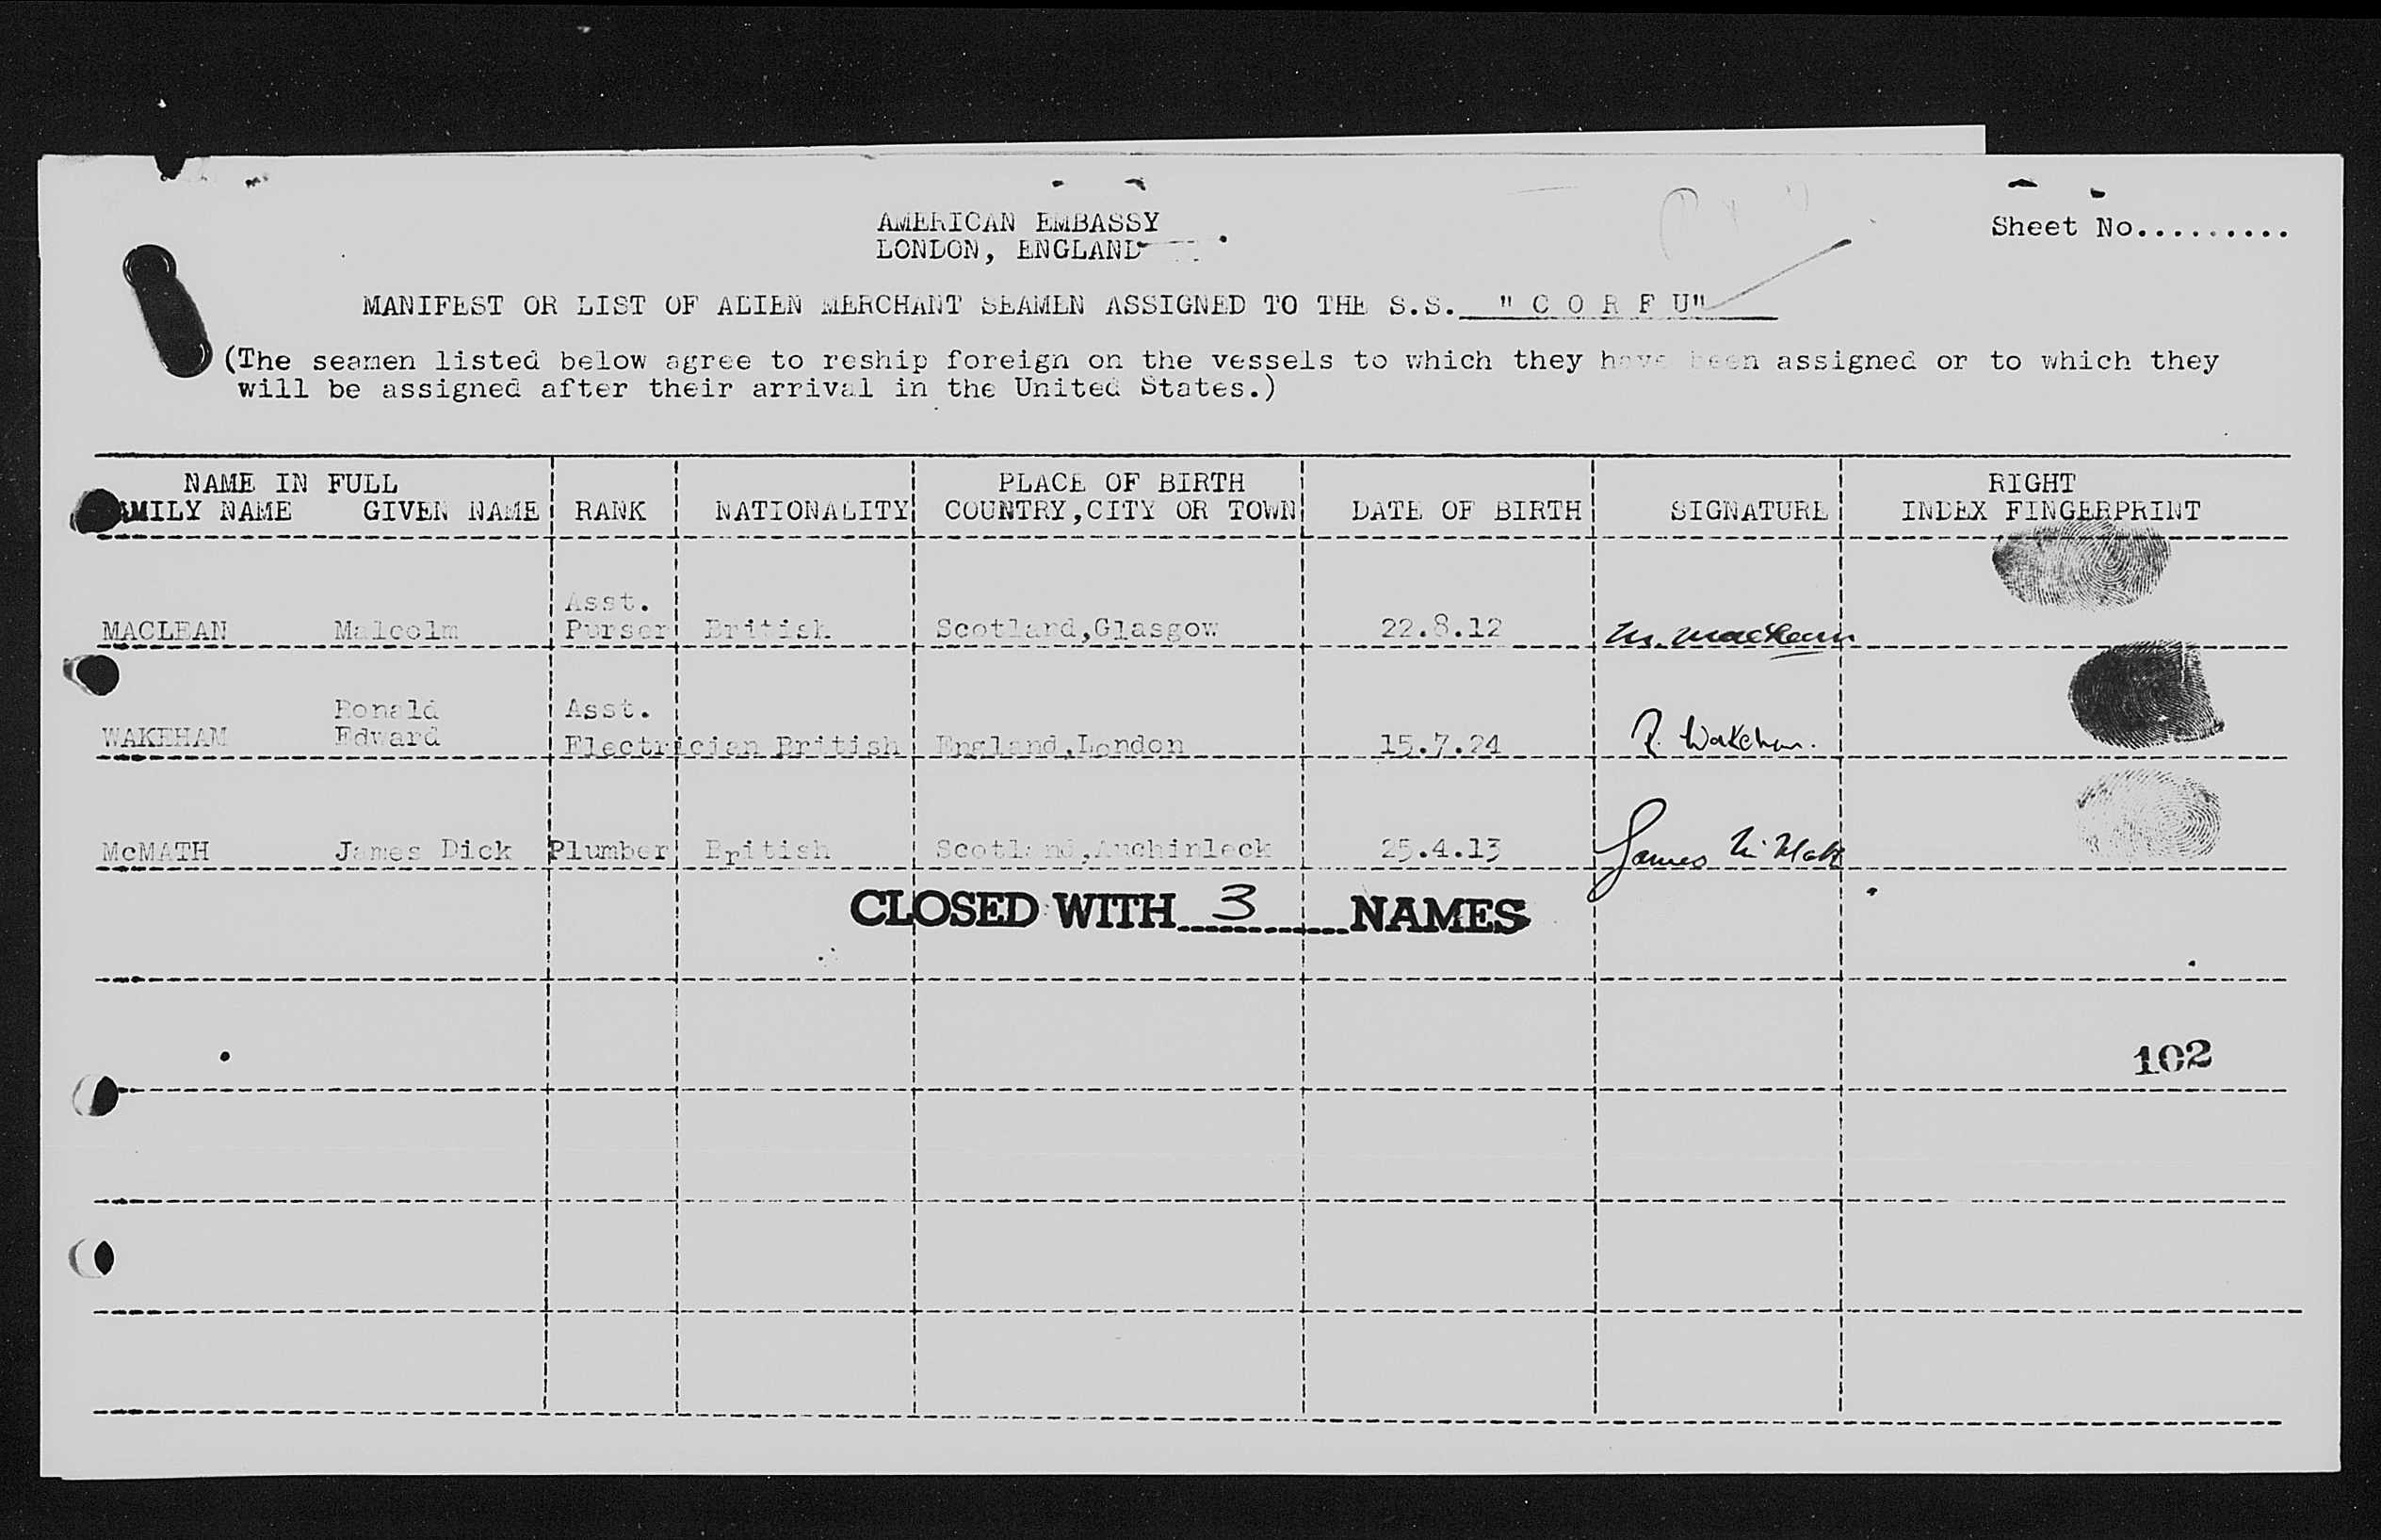 AMERICAN EMBASSY
LONDON, ENGLAND
Sheet No..........
MANIFEST OR LIST OF ALIEN MERCHANT SEAMEN ASSIGNED TO THE S.S. "C O R F U"
(The seamen listed below agree to reship foreign on the vessels to which they have been assigned or to which they
will be assigned after their arrival in the United States.)
NAME IN FULL PLACE OF BIRTH RIGHT
AMILY NAME GIVEN NAME RANK NATIONALITY COUNTRY,CITY OR TOWN DATE OF BIRTH SIGNATURE INDEX FINGERPRINT
Asst.
MACLEAN Malcolm Purser British Scotland,Glasgow 22.8.12 M. MacLean
Ronald Asst.
WAKEHAM Edward Electrician British England,London 15.7.24 R. Wakeham.
McMATH James Dick Plumber British Scotland,Auchinleck 25.4.13 James McMath
CLOSED WITH 3 NAMES
102